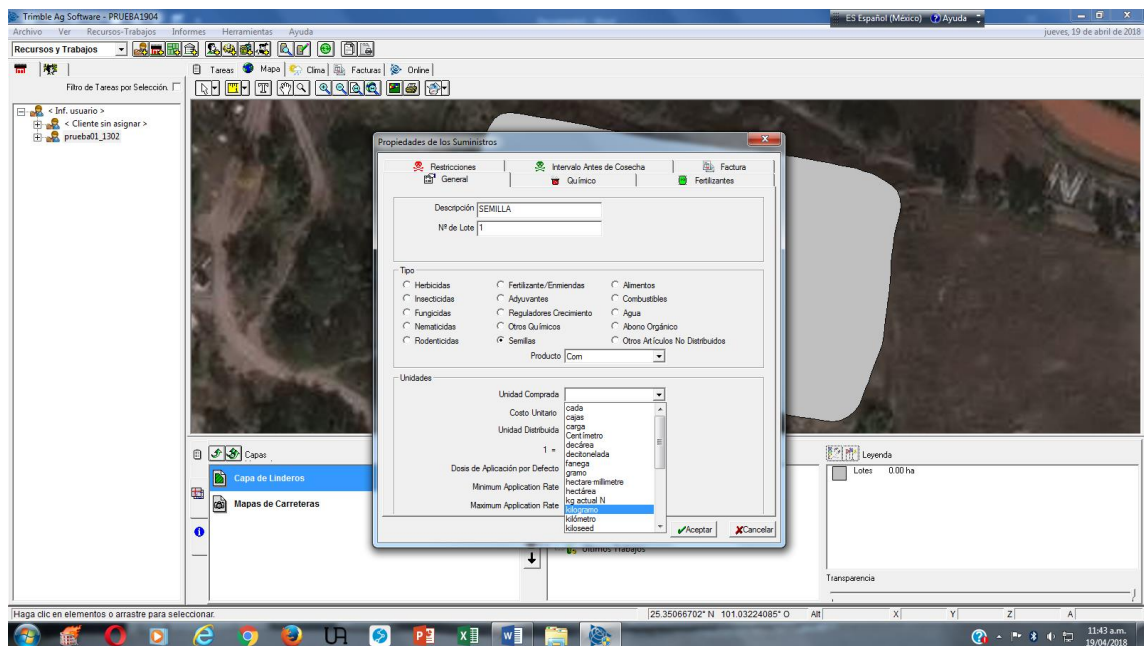 Trimble Ag Software - PRUEBA1904
ES Español (México) Ayuda
Archivo Ver Recursos-Trabajos Informes Herramientas Ayuda
jueves, 19 de abril de 2018
Recursos y Trabajos
Tareas Mapa Clima Facturas Online
Filtro de Tareas por Selección.
< Inf. usuario >
< Cliente sin asignar >
prueba01_1302
Propiedades de los Suministros
Restricciones Intervalo Antes de Cosecha Factura
General Químico Fertilizantes
Descripción SEMILLA
Nº de Lote 1
Tipo
Herbicidas Fertilizante/Enmiendas Alimentos
Insecticidas Adyuvantes Combustibles
Fungicidas Reguladores Crecimiento Agua
Nematicidas Otros Químicos Abono Orgánico
Rodenticidas Semillas Otros Artículos No Distribuidos
Producto Corn
Unidades
Unidad Comprada
Costo Unitario
Unidad Distribuida
1 =
Dosis de Aplicación por Defecto
Minimum Application Rate
Maximum Application Rate
cada
cajas
carga
Centímetro
decárea
decitonelada
fanega
gramo
hectare millimetre
hectárea
kg actual N
kilogramo
kilómetro
kiloseed
Aceptar Cancelar
Capas
Capa de Linderos
Mapas de Carreteras
Últimos Trabajos
Leyenda
Lotes 0.00 ha
Transparencia
Haga clic en elementos o arrastre para seleccionar.
25.35066702° N 101.03224085° O Alt X Y Z A
11:43 a.m.
19/04/2018